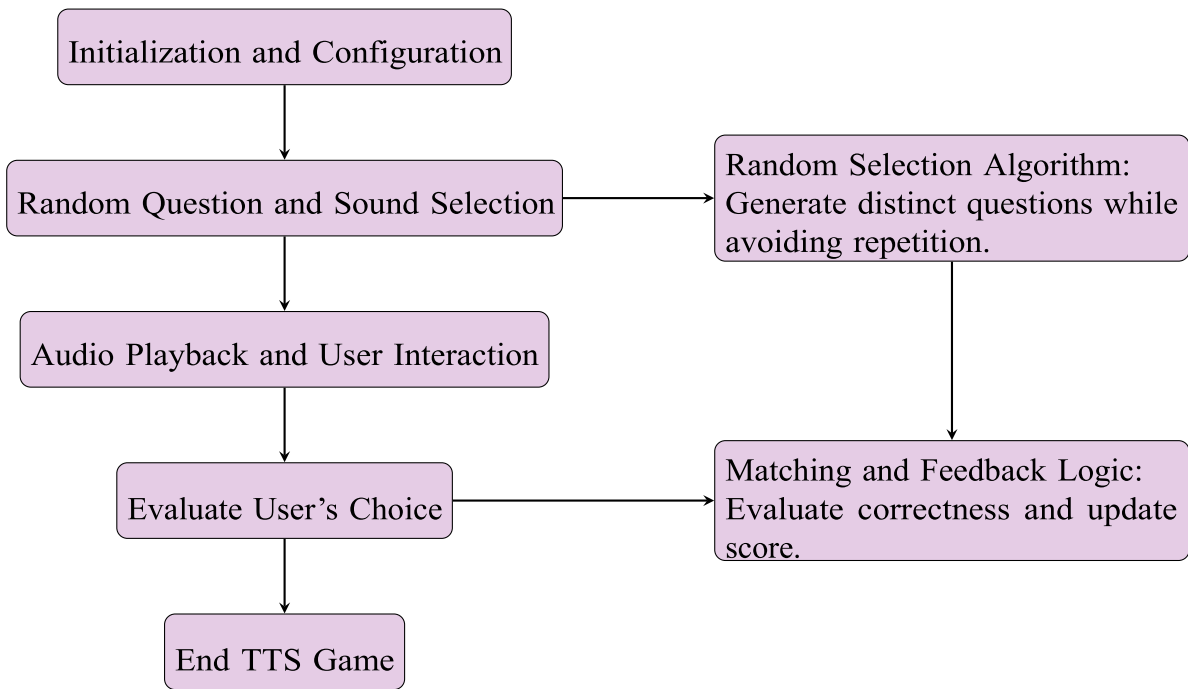 Initialization and Configuration
Random Question and Sound Selection
Random Selection Algorithm:
Generate distinct questions while
avoiding repetition.
Audio Playback and User Interaction
Evaluate User’s Choice
Matching and Feedback Logic:
Evaluate correctness and update
score.
End TTS Game